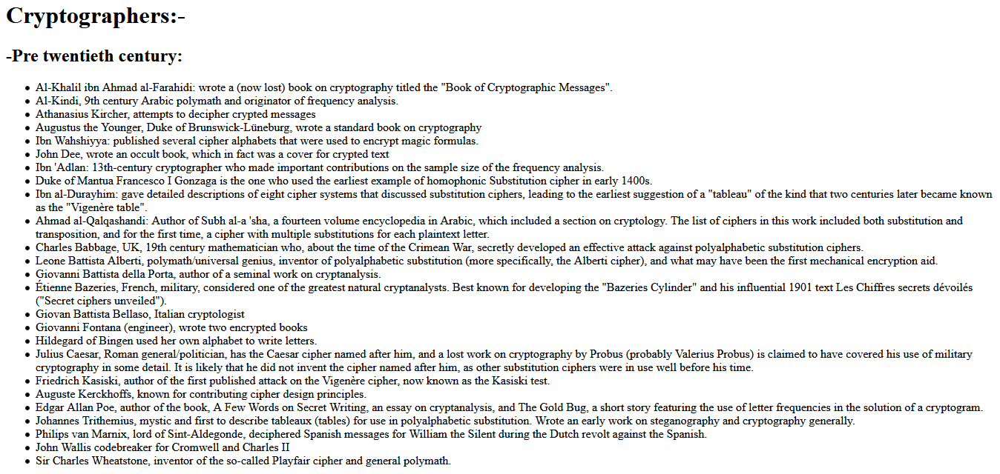 Cryptographers:-
-Pre twentieth century:
• Al-Khalil ibn Ahmad al-Farahidi: wrote a (now lost) book on cryptography titled the "Book of Cryptographic Messages".
• Al-Kindi, 9th century Arabic polymath and originator of frequency analysis.
• Athanasius Kircher, attempts to decipher crypted messages
• Augustus the Younger, Duke of Brunswick-Lüneburg, wrote a standard book on cryptography
• Ibn Wahshiyya: published several cipher alphabets that were used to encrypt magic formulas.
• John Dee, wrote an occult book, which in fact was a cover for crypted text
• Ibn 'Adlan: 13th-century cryptographer who made important contributions on the sample size of the frequency analysis.
• Duke of Mantua Francesco I Gonzaga is the one who used the earliest example of homophonic Substitution cipher in early 1400s.
• Ibn al-Durayhim: gave detailed descriptions of eight cipher systems that discussed substitution ciphers, leading to the earliest suggestion of a "tableau" of the kind that two centuries later became known
as the "Vigenère table".
• Ahmad al-Qalqashandi: Author of Subh al-a 'sha, a fourteen volume encyclopedia in Arabic, which included a section on cryptology. The list of ciphers in this work included both substitution and
transposition, and for the first time, a cipher with multiple substitutions for each plaintext letter.
• Charles Babbage, UK, 19th century mathematician who, about the time of the Crimean War, secretly developed an effective attack against polyalphabetic substitution ciphers.
• Leone Battista Alberti, polymath/universal genius, inventor of polyalphabetic substitution (more specifically, the Alberti cipher), and what may have been the first mechanical encryption aid.
• Giovanni Battista della Porta, author of a seminal work on cryptanalysis.
• Étienne Bazeries, French, military, considered one of the greatest natural cryptanalysts. Best known for developing the "Bazeries Cylinder" and his influential 1901 text Les Chiffres secrets dévoilés
("Secret ciphers unveiled").
• Giovan Battista Bellaso, Italian cryptologist
• Giovanni Fontana (engineer), wrote two encrypted books
• Hildegard of Bingen used her own alphabet to write letters.
• Julius Caesar, Roman general/politician, has the Caesar cipher named after him, and a lost work on cryptography by Probus (probably Valerius Probus) is claimed to have covered his use of military
cryptography in some detail. It is likely that he did not invent the cipher named after him, as other substitution ciphers were in use well before his time.
• Friedrich Kasiski, author of the first published attack on the Vigenère cipher, now known as the Kasiski test.
• Auguste Kerckhoffs, known for contributing cipher design principles.
• Edgar Allan Poe, author of the book, A Few Words on Secret Writing, an essay on cryptanalysis, and The Gold Bug, a short story featuring the use of letter frequencies in the solution of a cryptogram.
• Johannes Trithemius, mystic and first to describe tableaux (tables) for use in polyalphabetic substitution. Wrote an early work on steganography and cryptography generally.
• Philips van Marnix, lord of Sint-Aldegonde, deciphered Spanish messages for William the Silent during the Dutch revolt against the Spanish.
• John Wallis codebreaker for Cromwell and Charles II
• Sir Charles Wheatstone, inventor of the so-called Playfair cipher and general polymath.